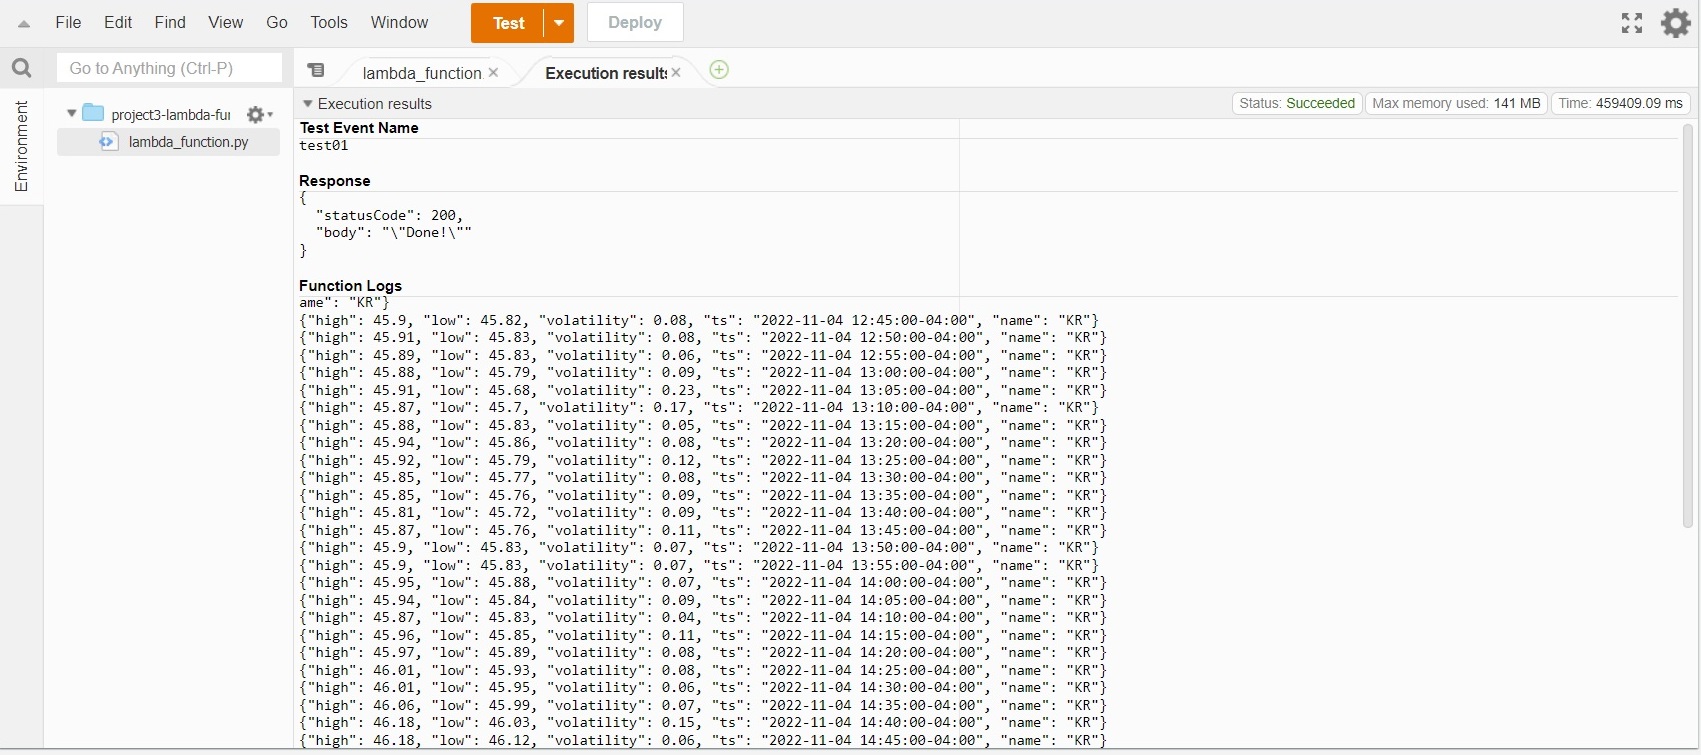 File Edit Find View Go Tools Window Test Deploy
Go to Anything (Ctrl-P)
lambda_function
Execution results
Environment
project3-lambda-fur
lambda_function.py
Execution results
Status: Succeeded
Max memory used: 141 MB
Time: 459409.09 ms
Test Event Name
test01
Response
{
"statusCode": 200,
"body": "\"Done!\""
}
Function Logs
ame": "KR"}
{"high": 45.9, "low": 45.82, "volatility": 0.08, "ts": "2022-11-04 12:45:00-04:00", "name": "KR"}
{"high": 45.91, "low": 45.83, "volatility": 0.08, "ts": "2022-11-04 12:50:00-04:00", "name": "KR"}
{"high": 45.89, "low": 45.83, "volatility": 0.06, "ts": "2022-11-04 12:55:00-04:00", "name": "KR"}
{"high": 45.88, "low": 45.79, "volatility": 0.09, "ts": "2022-11-04 13:00:00-04:00", "name": "KR"}
{"high": 45.91, "low": 45.68, "volatility": 0.23, "ts": "2022-11-04 13:05:00-04:00", "name": "KR"}
{"high": 45.87, "low": 45.7, "volatility": 0.17, "ts": "2022-11-04 13:10:00-04:00", "name": "KR"}
{"high": 45.88, "low": 45.83, "volatility": 0.05, "ts": "2022-11-04 13:15:00-04:00", "name": "KR"}
{"high": 45.94, "low": 45.86, "volatility": 0.08, "ts": "2022-11-04 13:20:00-04:00", "name": "KR"}
{"high": 45.92, "low": 45.79, "volatility": 0.12, "ts": "2022-11-04 13:25:00-04:00", "name": "KR"}
{"high": 45.85, "low": 45.77, "volatility": 0.08, "ts": "2022-11-04 13:30:00-04:00", "name": "KR"}
{"high": 45.85, "low": 45.76, "volatility": 0.09, "ts": "2022-11-04 13:35:00-04:00", "name": "KR"}
{"high": 45.81, "low": 45.72, "volatility": 0.09, "ts": "2022-11-04 13:40:00-04:00", "name": "KR"}
{"high": 45.87, "low": 45.76, "volatility": 0.11, "ts": "2022-11-04 13:45:00-04:00", "name": "KR"}
{"high": 45.9, "low": 45.83, "volatility": 0.07, "ts": "2022-11-04 13:50:00-04:00", "name": "KR"}
{"high": 45.9, "low": 45.83, "volatility": 0.07, "ts": "2022-11-04 13:55:00-04:00", "name": "KR"}
{"high": 45.95, "low": 45.88, "volatility": 0.07, "ts": "2022-11-04 14:00:00-04:00", "name": "KR"}
{"high": 45.94, "low": 45.84, "volatility": 0.09, "ts": "2022-11-04 14:05:00-04:00", "name": "KR"}
{"high": 45.87, "low": 45.83, "volatility": 0.04, "ts": "2022-11-04 14:10:00-04:00", "name": "KR"}
{"high": 45.96, "low": 45.85, "volatility": 0.11, "ts": "2022-11-04 14:15:00-04:00", "name": "KR"}
{"high": 45.97, "low": 45.89, "volatility": 0.08, "ts": "2022-11-04 14:20:00-04:00", "name": "KR"}
{"high": 46.01, "low": 45.93, "volatility": 0.08, "ts": "2022-11-04 14:25:00-04:00", "name": "KR"}
{"high": 46.01, "low": 45.95, "volatility": 0.06, "ts": "2022-11-04 14:30:00-04:00", "name": "KR"}
{"high": 46.06, "low": 45.99, "volatility": 0.07, "ts": "2022-11-04 14:35:00-04:00", "name": "KR"}
{"high": 46.18, "low": 46.03, "volatility": 0.15, "ts": "2022-11-04 14:40:00-04:00", "name": "KR"}
{"high": 46.18, "low": 46.12, "volatility": 0.06, "ts": "2022-11-04 14:45:00-04:00", "name": "KR"}